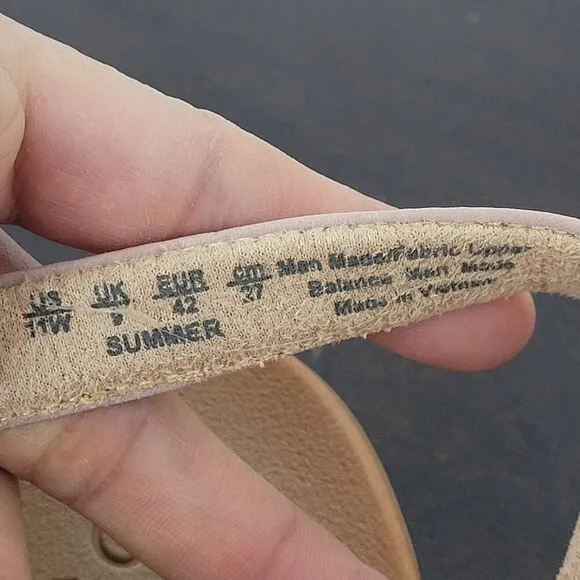 US UK EUR cm Man Made/Fabric Upper
11W 9 42 27 Balance Man Made
SUMMER Made in Vietnam